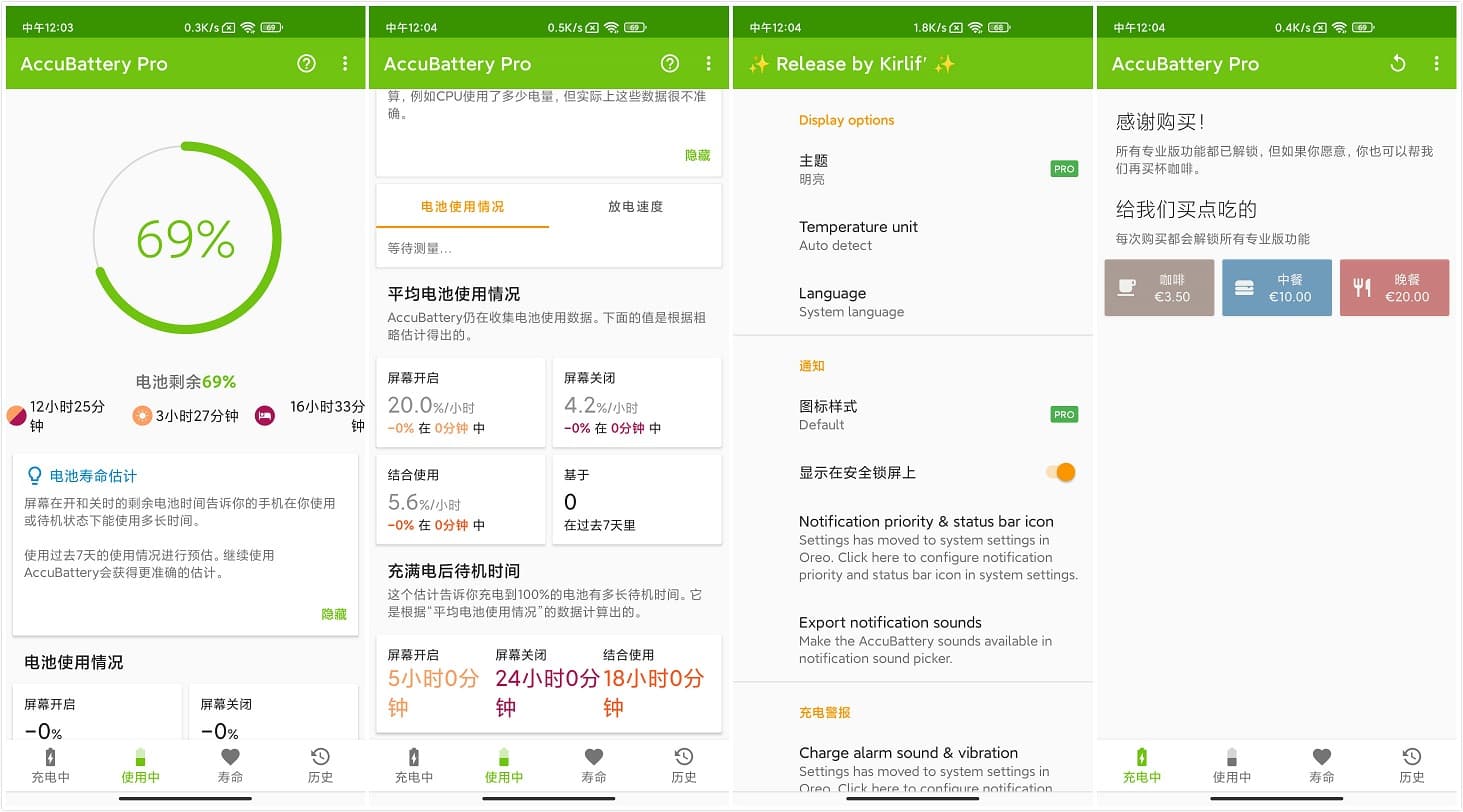 中午12:03
0.3K/s
69
AccuBattery Pro
69%
电池剩余69%
12小时25分
钟
3小时27分钟
16小时33分
钟
电池寿命估计
屏幕在开和关时的剩余电池时间告诉你的手机在你使用
或待机状态下能使用多长时间。
使用过去7天的使用情况进行预估。继续使用
AccuBattery会获得更准确的估计。
隐藏
电池使用情况
屏幕开启
−0%
屏幕关闭
−0%
充电中
使用中
寿命
历史
中午12:04
0.5K/s
69
AccuBattery Pro
算，例如CPU使用了多少电量，但实际上这些数据很不准
确。
隐藏
电池使用情况
放电速度
等待测量...
平均电池使用情况
AccuBattery仍在收集电池使用数据。下面的值是根据粗
略估计得出的。
屏幕开启
20.0%/小时
−0% 在 0分钟 中
屏幕关闭
4.2%/小时
−0% 在 0分钟 中
结合使用
5.6%/小时
−0% 在 0分钟 中
基于
0
在过去7天里
充满电后待机时间
这个估计告诉你充电到100%的电池有多长待机时间。它
是根据“平均电池使用情况”的数据计算出的。
屏幕开启
5小时0分
钟
屏幕关闭
24小时0分
钟
结合使用
18小时0分
钟
充电中
使用中
寿命
历史
中午12:04
1.8K/s
68
✨ Release by Kirlif' ✨
Display options
主题
明亮
PRO
Temperature unit
Auto detect
Language
System language
通知
图标样式
Default
PRO
显示在安全锁屏上
Notification priority & status bar icon
Settings has moved to system settings in
Oreo. Click here to configure notification
priority and status bar icon in system settings.
Export notification sounds
Make the AccuBattery sounds available in
notification sound picker.
充电警报
Charge alarm sound & vibration
Settings has moved to system settings in
Oreo. Click here to configure notification
中午12:04
0.4K/s
69
AccuBattery Pro
感谢购买！
所有专业版功能都已解锁，但如果你愿意，你也可以帮我
们再买杯咖啡。
给我们买点吃的
每次购买都会解锁所有专业版功能
咖啡
€3.50
中餐
€10.00
晚餐
€20.00
充电中
使用中
寿命
历史